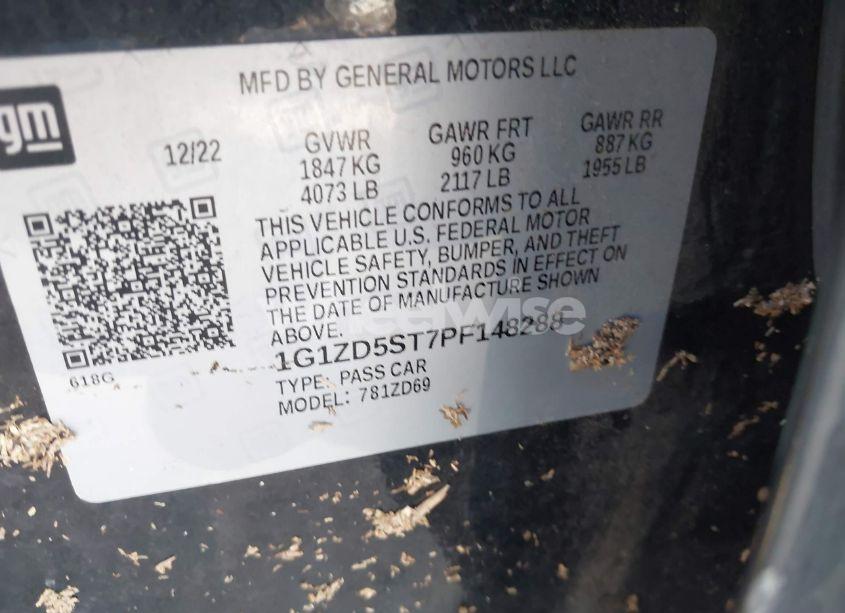 MFD BY GENERAL MOTORS LLC
gm
12/22
GVWR
1847 KG
4073 LB
GAWR FRT
960 KG
2117 LB
GAWR RR
887 KG
1955 LB
THIS VEHICLE CONFORMS TO ALL
APPLICABLE U.S. FEDERAL MOTOR
VEHICLE SAFETY, BUMPER, AND THEFT
PREVENTION STANDARDS IN EFFECT ON
THE DATE OF MANUFACTURE SHOWN
ABOVE.
1G1ZD5ST7PF148288
TYPE: PASS CAR
MODEL: 781ZD69
618G